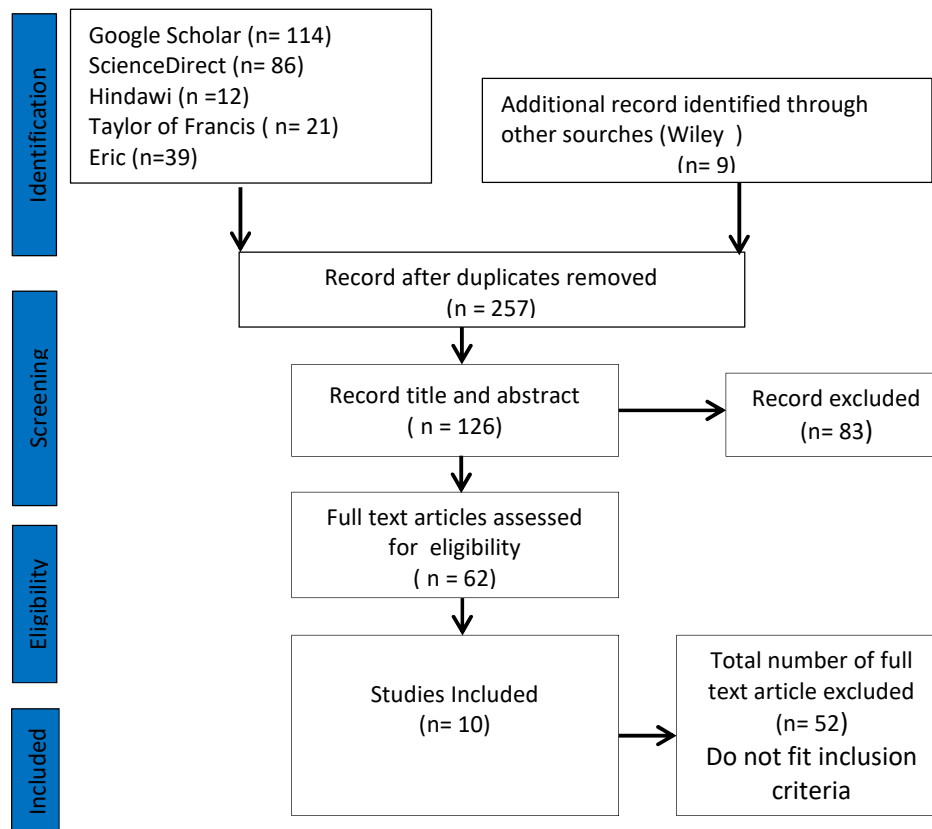 Identification
Google Scholar (n= 114)
ScienceDirect (n= 86)
Hindawi (n =12)
Taylor of Francis ( n= 21)
Eric (n=39)
Additional record identified through
other sourches (Wiley )
(n= 9)
Record after duplicates removed
(n = 257)
Screening
Record title and abstract
( n = 126)
Record excluded
(n= 83)
Full text articles assessed
for eligibility
( n = 62)
Eligibility
Studies Included
(n= 10)
Total number of full
text article excluded
(n= 52)
Do not fit inclusion
criteria
Included